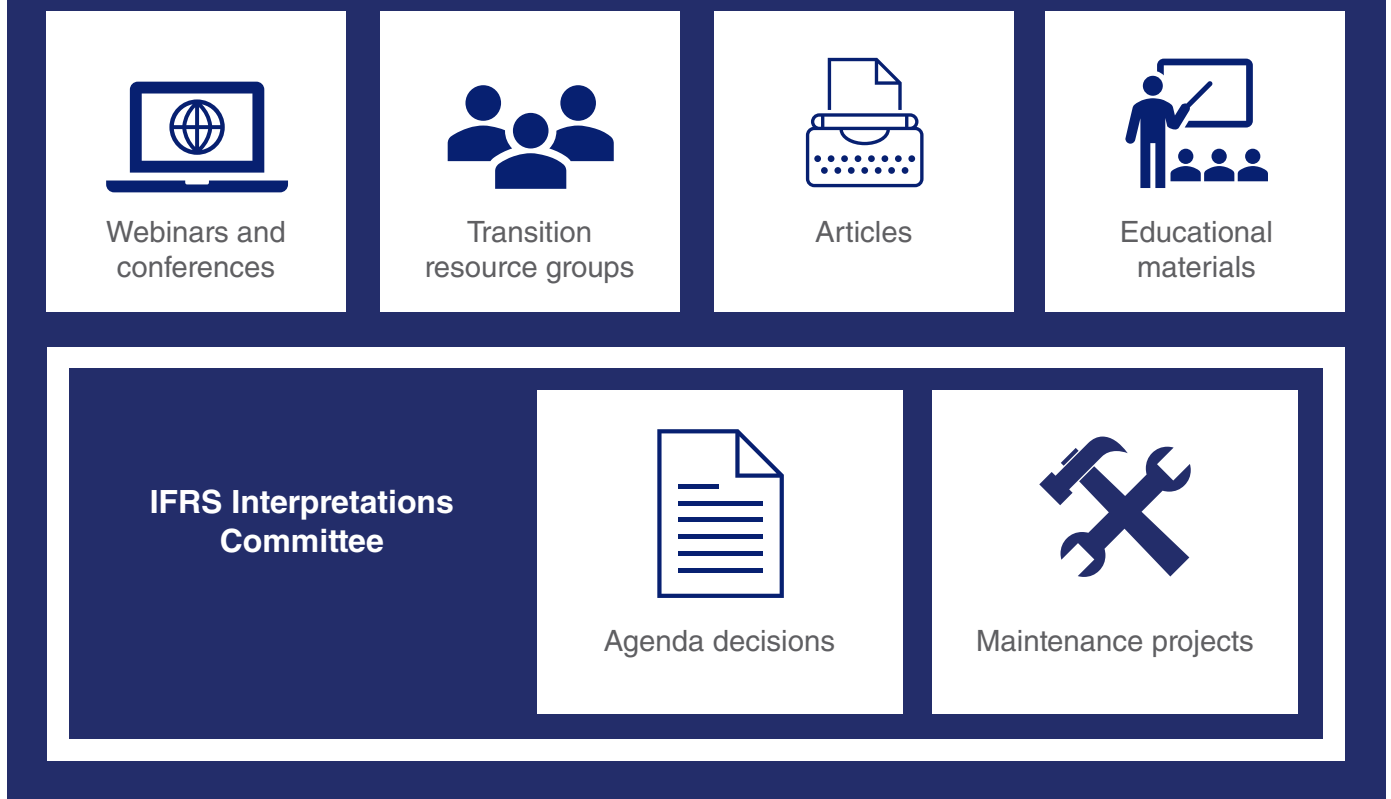 Webinars and
conferences
Transition
resource groups
Articles
Educational
materials
IFRS Interpretations
Committee
Agenda decisions
Maintenance projects